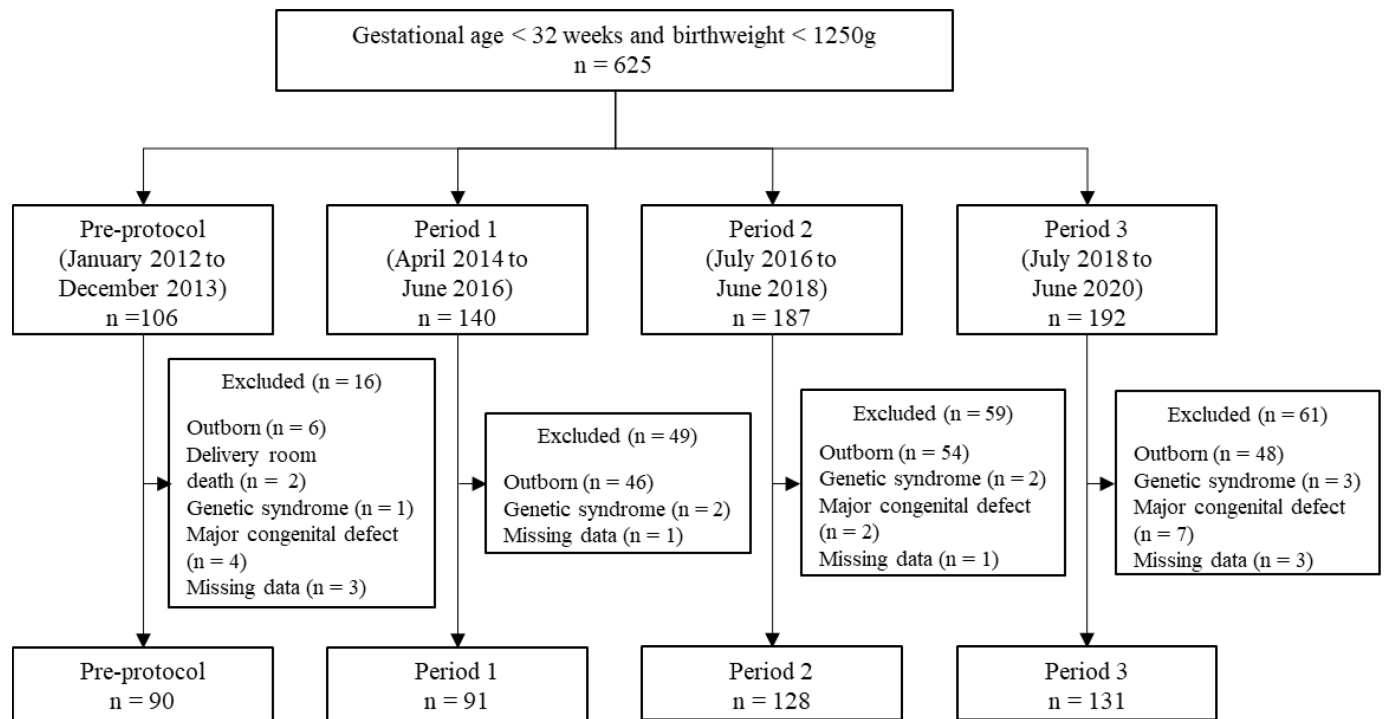 Gestational age < 32 weeks and birthweight < 1250g
n = 625
Pre-protocol
(January 2012 to
December 2013)
n =106
Period 1
(April 2014 to
June 2016)
n = 140
Period 2
(July 2016 to
June 2018)
n = 187
Period 3
(July 2018 to
June 2020)
n = 192
Excluded (n = 16)
Outborn (n = 6)
Delivery room
death (n = 2)
Genetic syndrome (n = 1)
Major congenital defect
(n = 4)
Missing data (n = 3)
Excluded (n = 49)
Outborn (n = 46)
Genetic syndrome (n = 2)
Missing data (n = 1)
Excluded (n = 59)
Outborn (n = 54)
Genetic syndrome (n = 2)
Major congenital defect
(n = 2)
Missing data (n = 1)
Excluded (n = 61)
Outborn (n = 48)
Genetic syndrome (n = 3)
Major congenital defect
(n = 7)
Missing data (n = 3)
Pre-protocol
n = 90
Period 1
n = 91
Period 2
n = 128
Period 3
n = 131